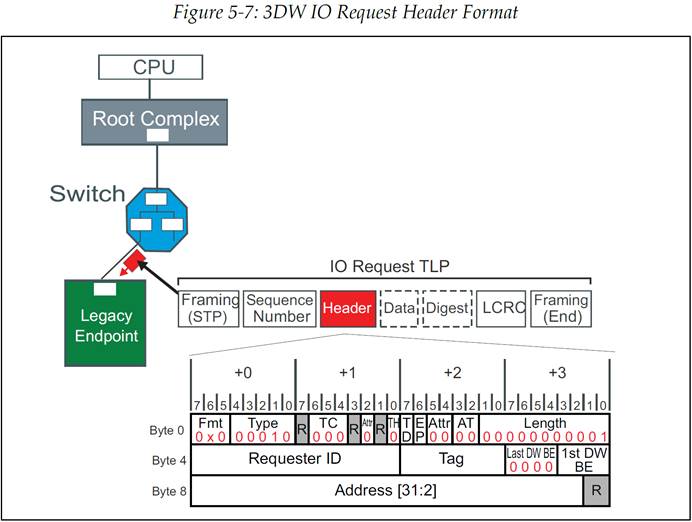 Figure 5-7: 3DW IO Request Header Format
CPU
Root Complex
Switch
Legacy
Endpoint
IO Request TLP
Framing
(STP)
Sequence
Number
Header
Data
Digest
LCRC
Framing
(End)
+0 +1 +2 +3
7 6 5 4 3 2 1 0 7 6 5 4 3 2 1 0 7 6 5 4 3 2 1 0 7 6 5 4 3 2 1 0
Byte 0
Fmt
0 x 0
Type
0 0 0 1 0
R
TC
0 0 0
R
Attr
0
R
TH
0
T
D
E
P
Attr
0 0
AT
0 0
Length
0 0 0 0 0 0 0 0 0 1
Byte 4
Requester ID
Tag
Last DW BE
0 0 0 0
1st DW
BE
Byte 8
Address [31:2]
R